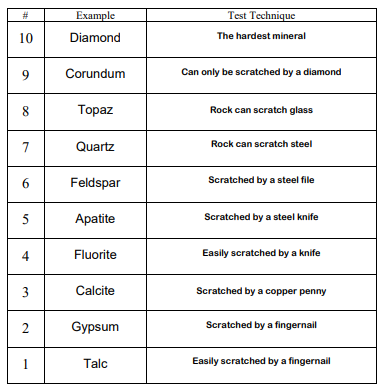 # Example Test Technique
10 Diamond The hardest mineral
9 Corundum Can only be scratched by a diamond
8 Topaz Rock can scratch glass
7 Quartz Rock can scratch steel
6 Feldspar Scratched by a steel file
5 Apatite Scratched by a steel knife
4 Fluorite Easily scratched by a knife
3 Calcite Scratched by a copper penny
2 Gypsum Scratched by a fingernail
1 Talc Easily scratched by a fingernail